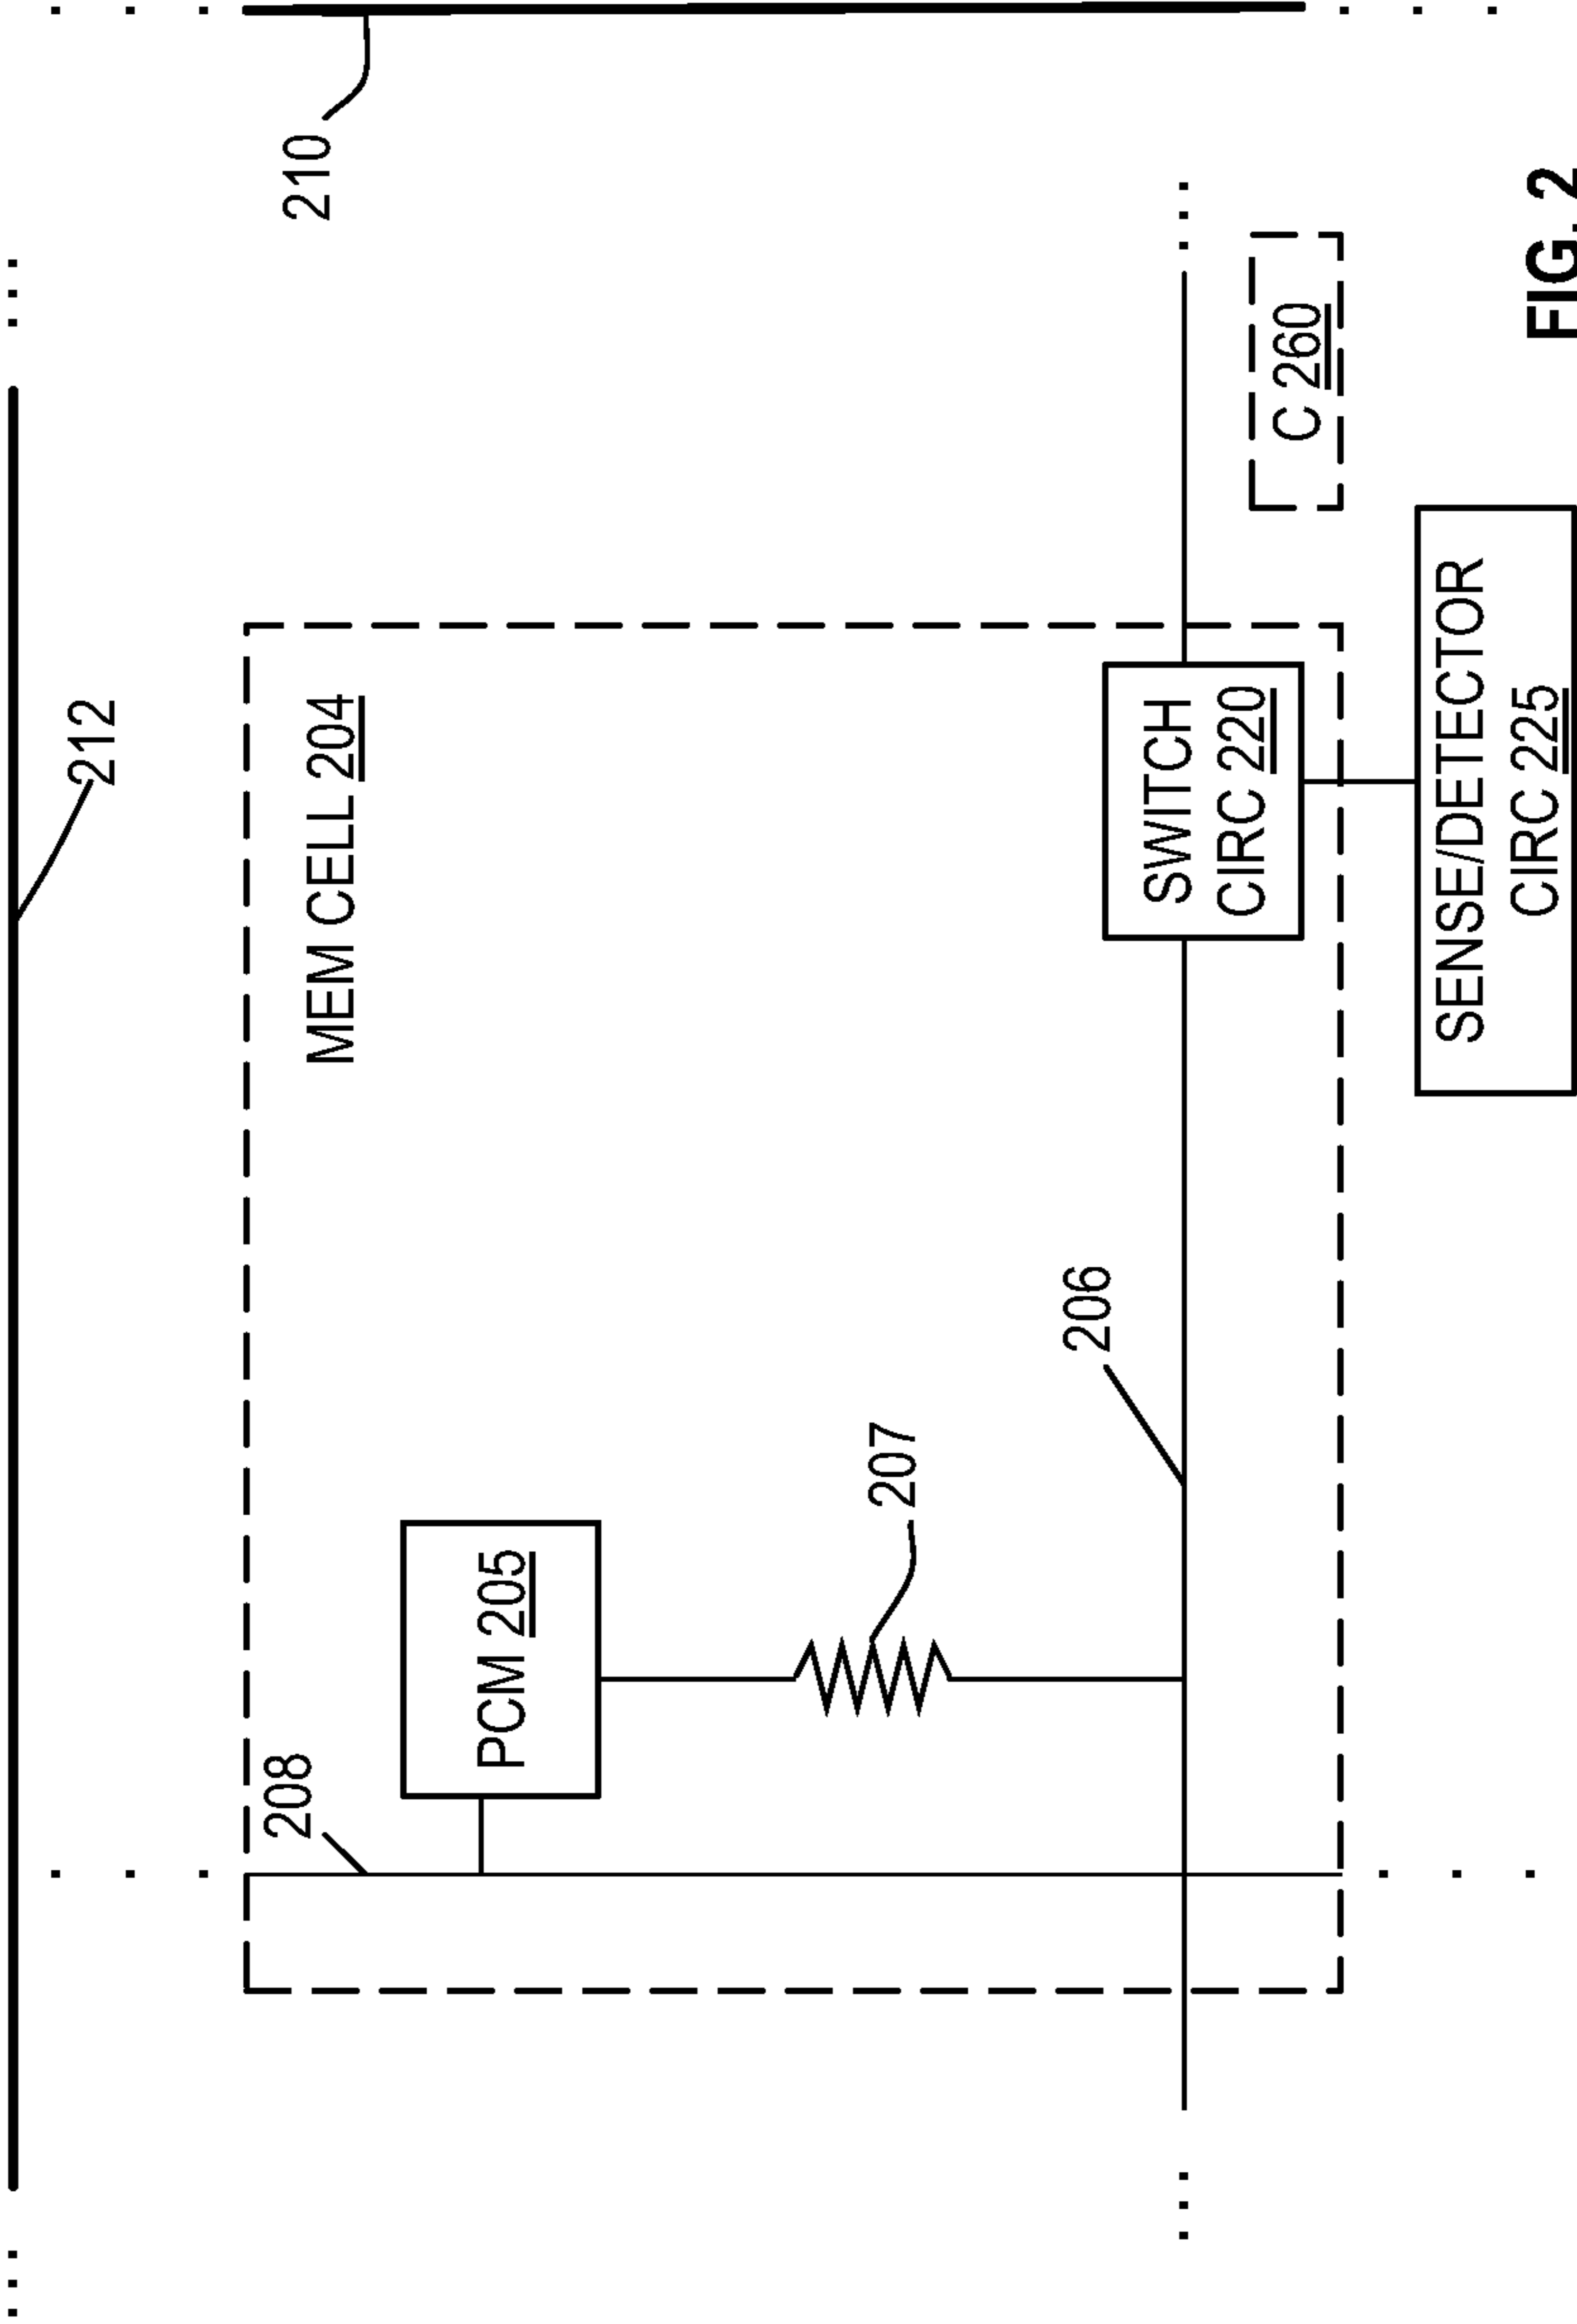 212
208
210
MEM CELL 204
PCM 205
207
206
SWITCH
CIRC 220
C 260
SENSE/DETECTOR
CIRC 225
FIG. 2